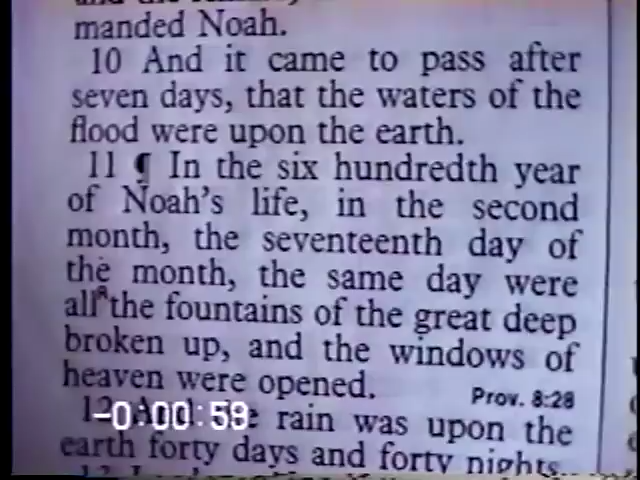 manded Noah.
10 And it came to pass after
seven days, that the waters of the
flood were upon the earth.
11 ¶ In the six hundredth year
of Noah's life, in the second
month, the seventeenth day of
the month, the same day were
all the fountains of the great deep
broken up, and the windows of
heaven were opened. Prov. 8:28
-0:00:58
rain was upon the
earth forty days and forty nights.